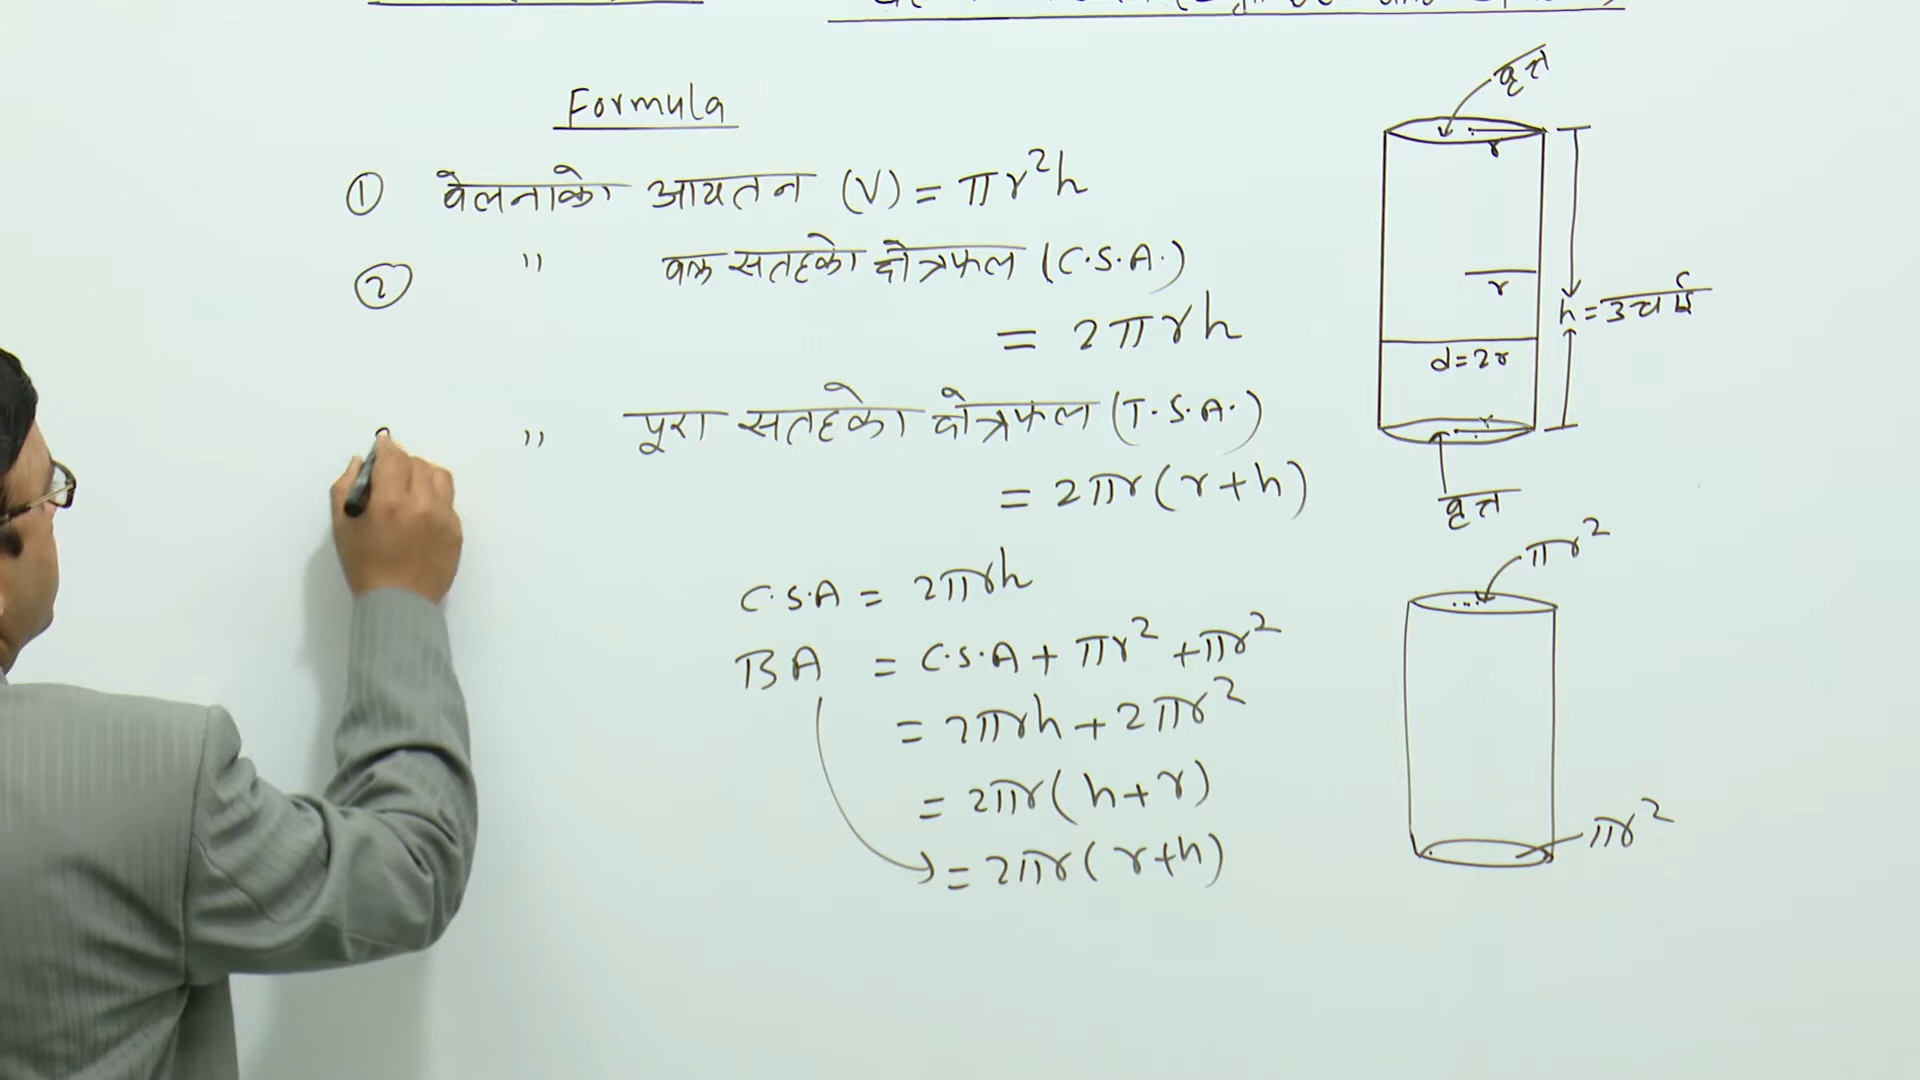 Formula
① बेलनाको आयतन (V) = πr²h
② " वक्र सतहको क्षेत्रफल (C.S.A.)
= 2πrh
" पूरा सतहको क्षेत्रफल (T.S.A.)
= 2πr(r+h)
C.S.A = 2πrh
BA = C.S.A + πr² + πr²
= 2πrh + 2πr²
= 2πr(h+r)
= 2πr(r+h)
वृत्त
r
r
h = उचाई
d=2r
r
वृत्त
πr²
πr²